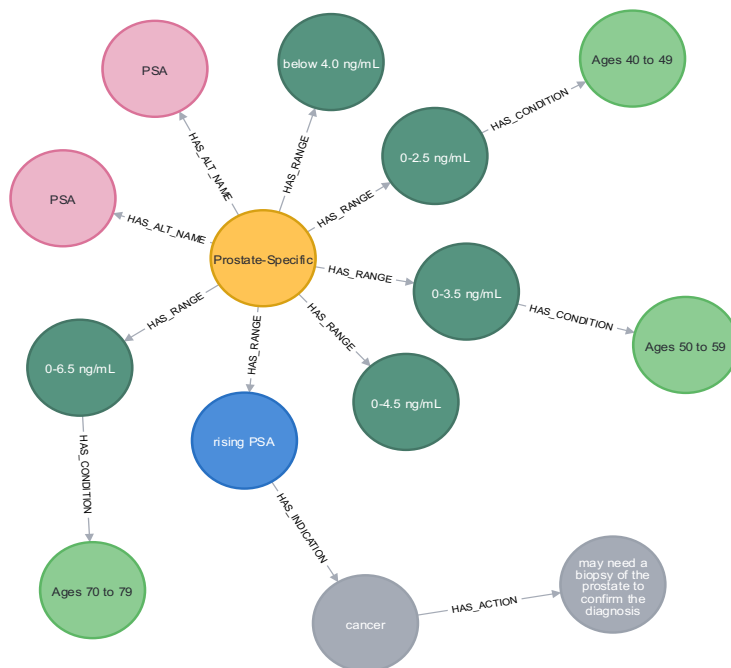 PSA
below 4.0 ng/mL
Ages 40 to 49
HAS_CONDITION
0-2.5 ng/mL
HAS_ALT_NAME
HAS_RANGE
HAS_RANGE
PSA
HAS_ALT_NAME
Prostate-Specific
HAS_RANGE
0-3.5 ng/mL
HAS_CONDITION
Ages 50 to 59
HAS_RANGE
HAS_RANGE
HAS_RANGE
0-6.5 ng/mL
0-4.5 ng/mL
rising PSA
HAS_CONDITION
HAS_INDICATION
Ages 70 to 79
cancer
HAS_ACTION
may need a
biopsy of the
prostate to
confirm the
diagnosis